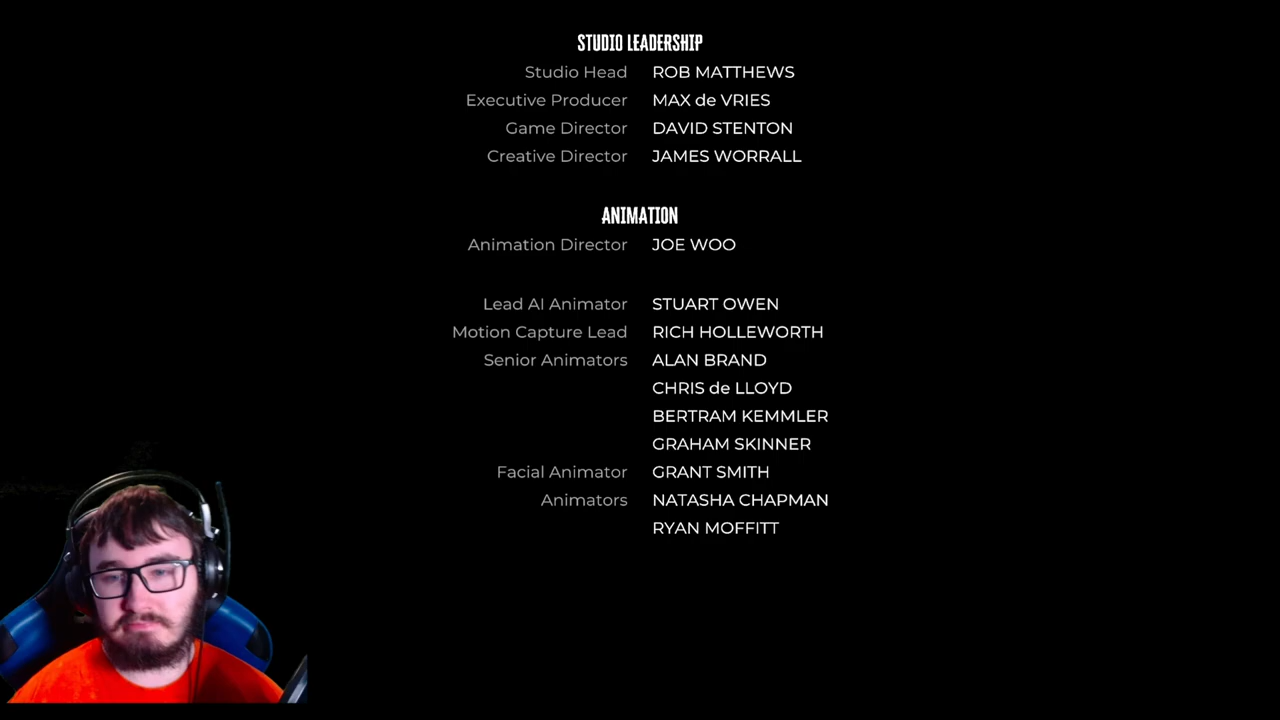 STUDIO LEADERSHIP
Studio Head ROB MATTHEWS
Executive Producer MAX de VRIES
Game Director DAVID STENTON
Creative Director JAMES WORRALL
ANIMATION
Animation Director JOE WOO
Lead AI Animator STUART OWEN
Motion Capture Lead RICH HOLLEWORTH
Senior Animators ALAN BRAND
CHRIS de LLOYD
BERTRAM KEMMLER
GRAHAM SKINNER
Facial Animator GRANT SMITH
Animators NATASHA CHAPMAN
RYAN MOFFITT